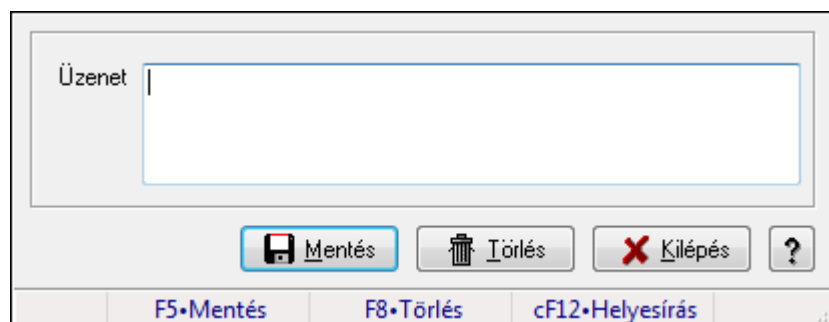 Üzenet
Mentés Törlés Kilépés ?
F5•Mentés F8•Törlés cF12•Helyesírás